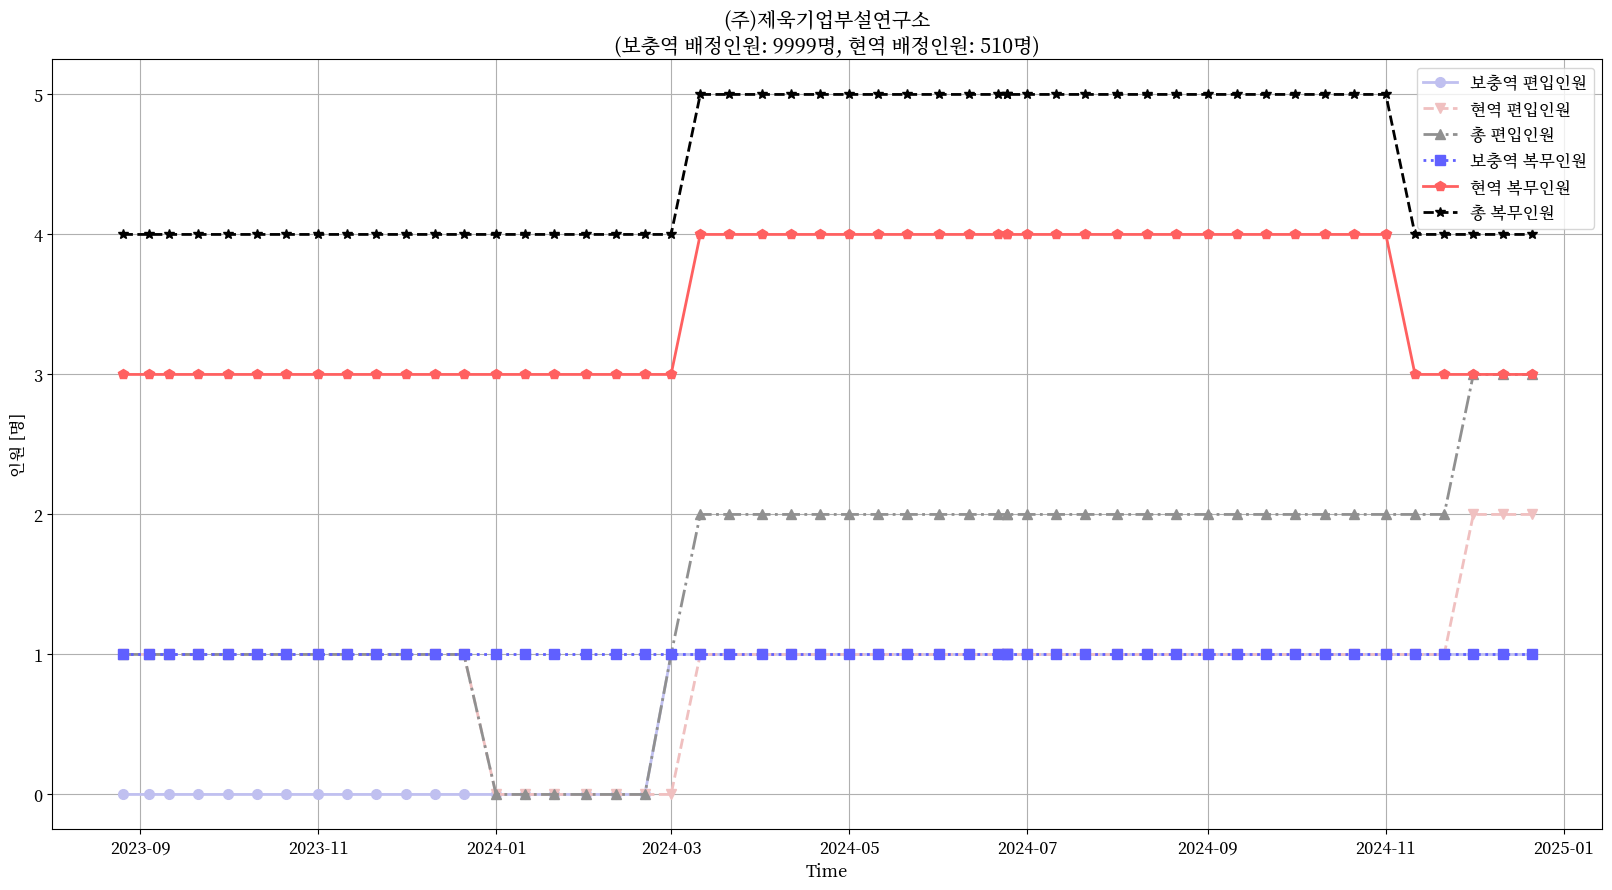 (주)제욱기업부설연구소
(보충역 배정인원: 9999명, 현역 배정인원: 510명)
보충역 편입인원
현역 편입인원
총 편입인원
보충역 복무인원
현역 복무인원
총 복무인원
인원 [명]
5
4
3
2
1
0
2023-09
2023-11
2024-01
2024-03
2024-05
2024-07
2024-09
2024-11
2025-01
Time